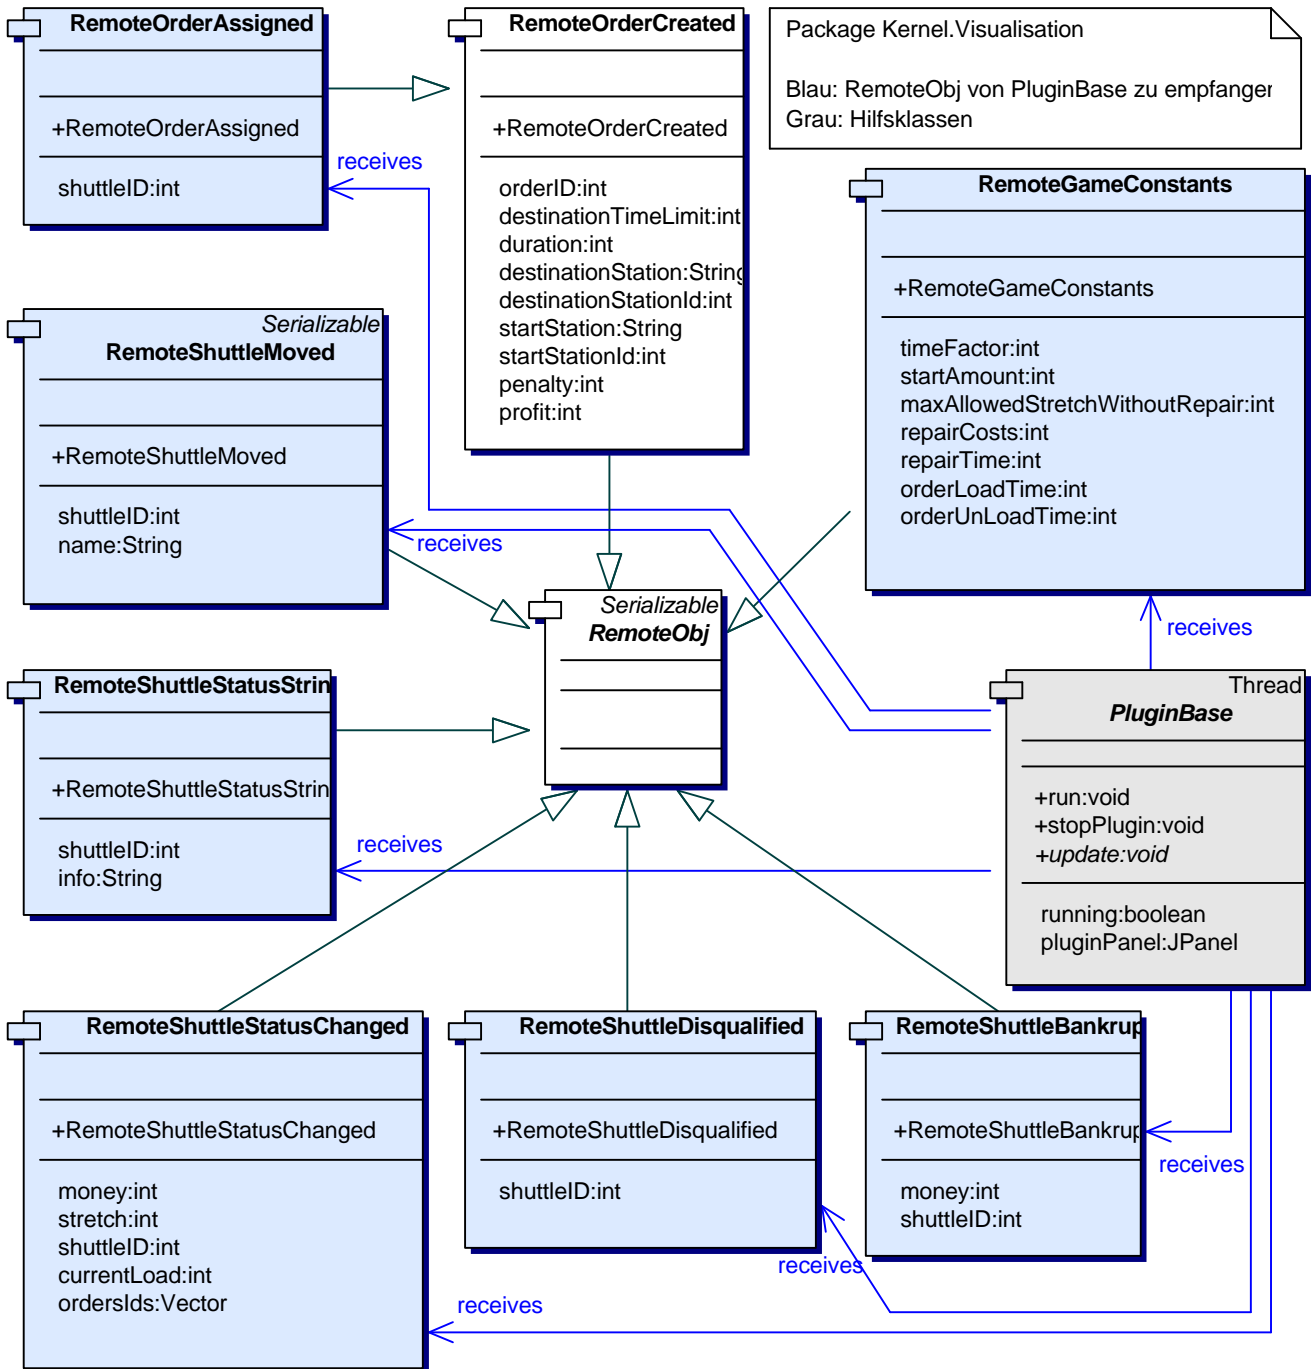 RemoteOrderAssigned
+RemoteOrderAssigned
shuttleID:int
RemoteOrderCreated
+RemoteOrderCreated
orderID:int
destinationTimeLimit:int
duration:int
destinationStation:String
destinationStationId:int
startStation:String
startStationId:int
penalty:int
profit:int
Package Kernel.Visualisation
Blau: RemoteObj von PluginBase zu empfangen
Grau: Hilfsklassen
receives
RemoteGameConstants
+RemoteGameConstants
timeFactor:int
startAmount:int
maxAllowedStretchWithoutRepair:int
repairCosts:int
repairTime:int
orderLoadTime:int
orderUnLoadTime:int
Serializable
RemoteShuttleMoved
+RemoteShuttleMoved
shuttleID:int
name:String
receives
Serializable
RemoteObj
receives
RemoteShuttleStatusStrin
+RemoteShuttleStatusStrin
shuttleID:int
info:String
receives
Thread
PluginBase
+run:void
+stopPlugin:void
+update:void
running:boolean
pluginPanel:JPanel
RemoteShuttleStatusChanged
+RemoteShuttleStatusChanged
money:int
stretch:int
shuttleID:int
currentLoad:int
ordersIds:Vector
receives
RemoteShuttleDisqualified
+RemoteShuttleDisqualified
shuttleID:int
receives
RemoteShuttleBankrup
+RemoteShuttleBankrup
money:int
shuttleID:int
receives